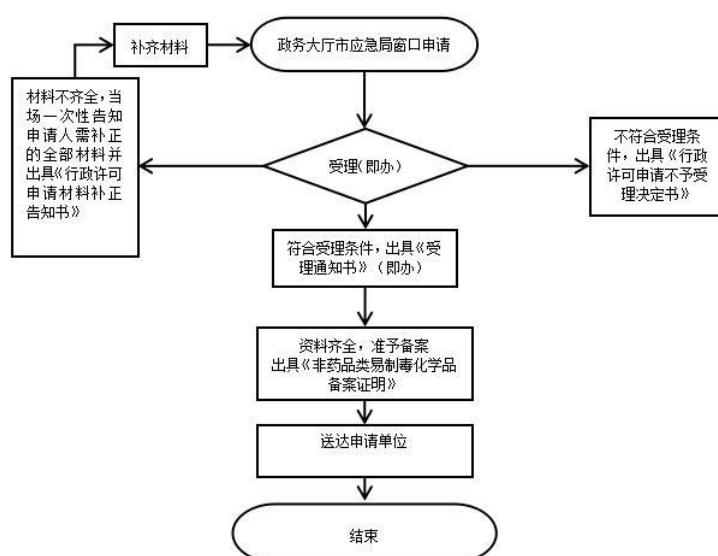 补齐材料
政务大厅市应急局窗口申请
材料不齐全,当
场一次性告知
申请人需补正
的全部材料并
出具《行政许可
申请材料补正
告知书》
受理(即办)
不符合受理条
件,出具《行政
许可申请不予受
理决定书》
符合受理条件,出具《受
理通知书》(即办)
资料齐全,准予备案
出具《非药品类易制毒化学品
备案证明》
送达申请单位
结束